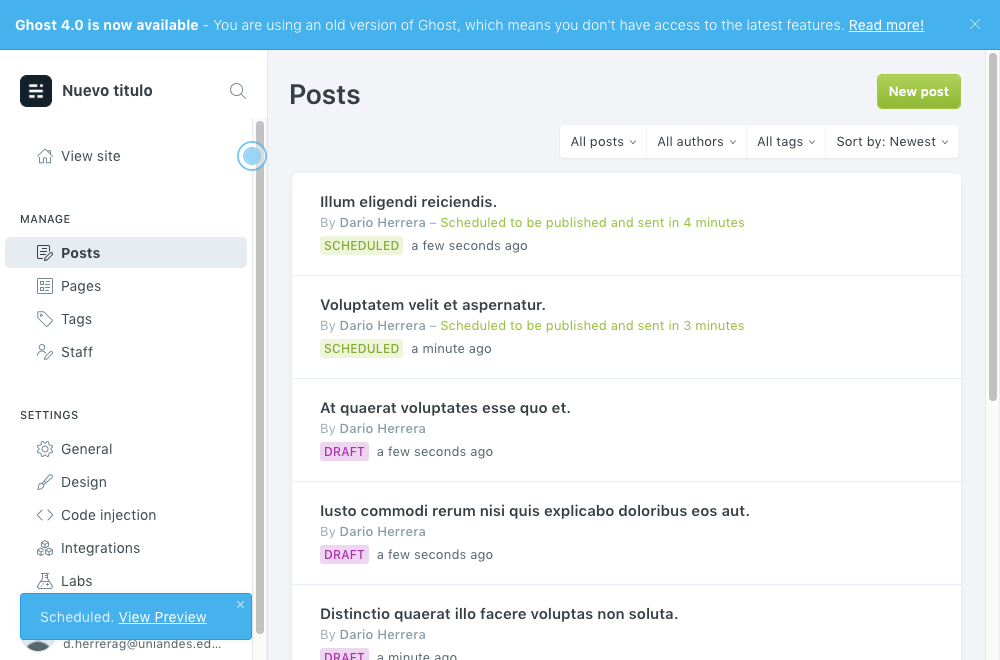 Ghost 4.0 is now available - You are using an old version of Ghost, which means you don't have access to the latest features. Read more!
Nuevo titulo
View site
MANAGE
Posts
Pages
Tags
Staff
SETTINGS
General
Design
Code injection
Integrations
Labs
Scheduled. View Preview
d.herrerag@uniandes.ed...
Posts
New post
All posts
All authors
All tags
Sort by: Newest
Illum eligendi reiciendis.
By Dario Herrera – Scheduled to be published and sent in 4 minutes
SCHEDULED a few seconds ago
Voluptatem velit et aspernatur.
By Dario Herrera – Scheduled to be published and sent in 3 minutes
SCHEDULED a minute ago
At quaerat voluptates esse quo et.
By Dario Herrera
DRAFT a few seconds ago
Iusto commodi rerum nisi quis explicabo doloribus eos aut.
By Dario Herrera
DRAFT a few seconds ago
Distinctio quaerat illo facere voluptas non soluta.
By Dario Herrera
DRAFT a minute ago